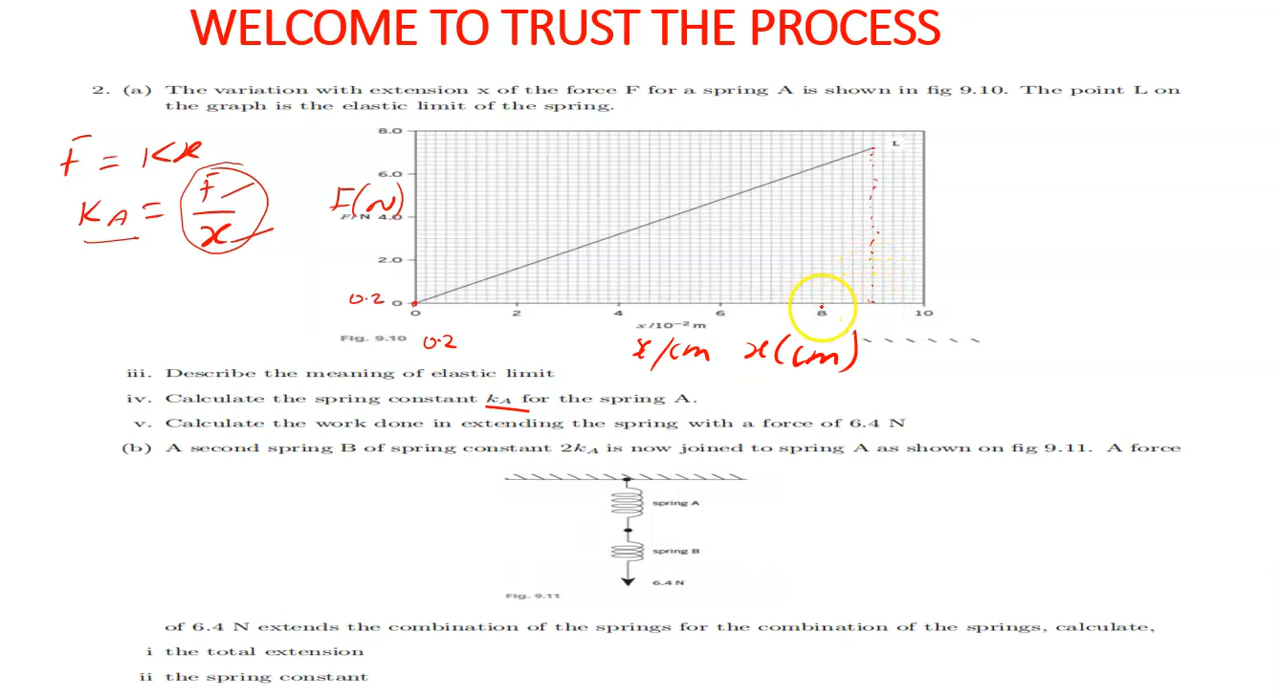 WELCOME TO TRUST THE PROCESS
2. (a) The variation with extension x of the force F for a spring A is shown in fig 9.10. The point L on
the graph is the elastic limit of the spring.
F = Kx
K_A = F/x
F(N)
F/N
8.0
6.0
4.0
2.0
0
0.2
L
0 2 4 6 8 10
x/10⁻² m
Fig. 9.10
0.2
x/cm x(cm)
iii. Describe the meaning of elastic limit
iv. Calculate the spring constant k_A for the spring A.
v. Calculate the work done in extending the spring with a force of 6.4 N
(b) A second spring B of spring constant 2k_A is now joined to spring A as shown on fig 9.11. A force
spring A
spring B
6.4 N
Fig. 9.11
of 6.4 N extends the combination of the springs for the combination of the springs, calculate,
i the total extension
ii the spring constant